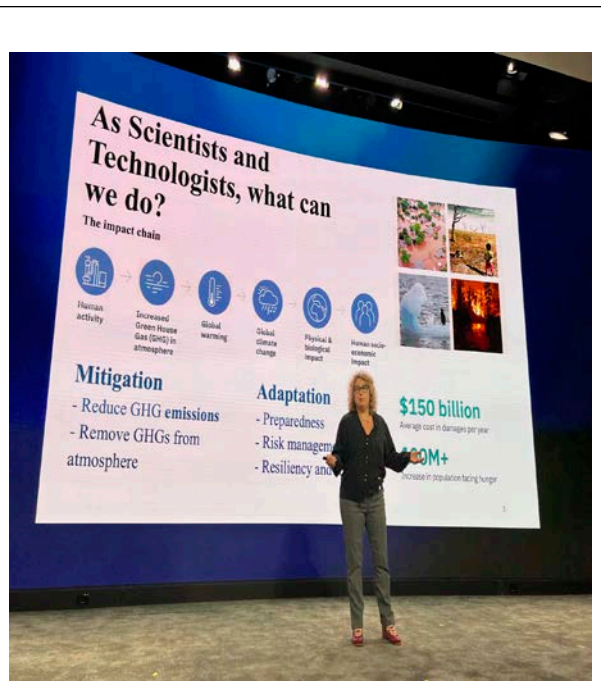 As Scientists and
Technologists, what can
we do?
The impact chain
Human
activity
Increased
Green House
Gas (GHG) in
atmosphere
Global
warming
Global
climate
change
Physical &
biological
impact
Human socio-
economic
impact
Mitigation
- Reduce GHG emissions
- Remove GHGs from
atmosphere
Adaptation
- Preparedness
- Risk
- Resiliency and
$150 billion
Average cost in damages per year
Increase in population facing hunger
1